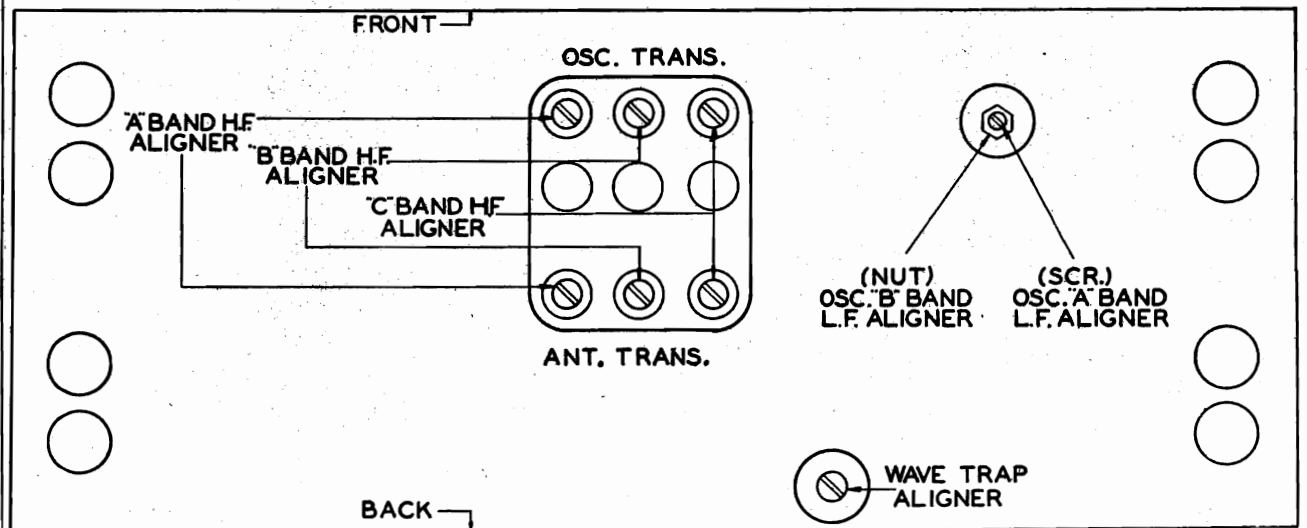 FRONT
OSC. TRANS.
"A" BAND H.F.
ALIGNER
"B" BAND H.F.
ALIGNER
"C" BAND H.F.
ALIGNER
(NUT)
OSC. "B" BAND
L.F. ALIGNER
(SCR.)
OSC. "A" BAND
L.F. ALIGNER
ANT. TRANS.
WAVE TRAP
ALIGNER
BACK